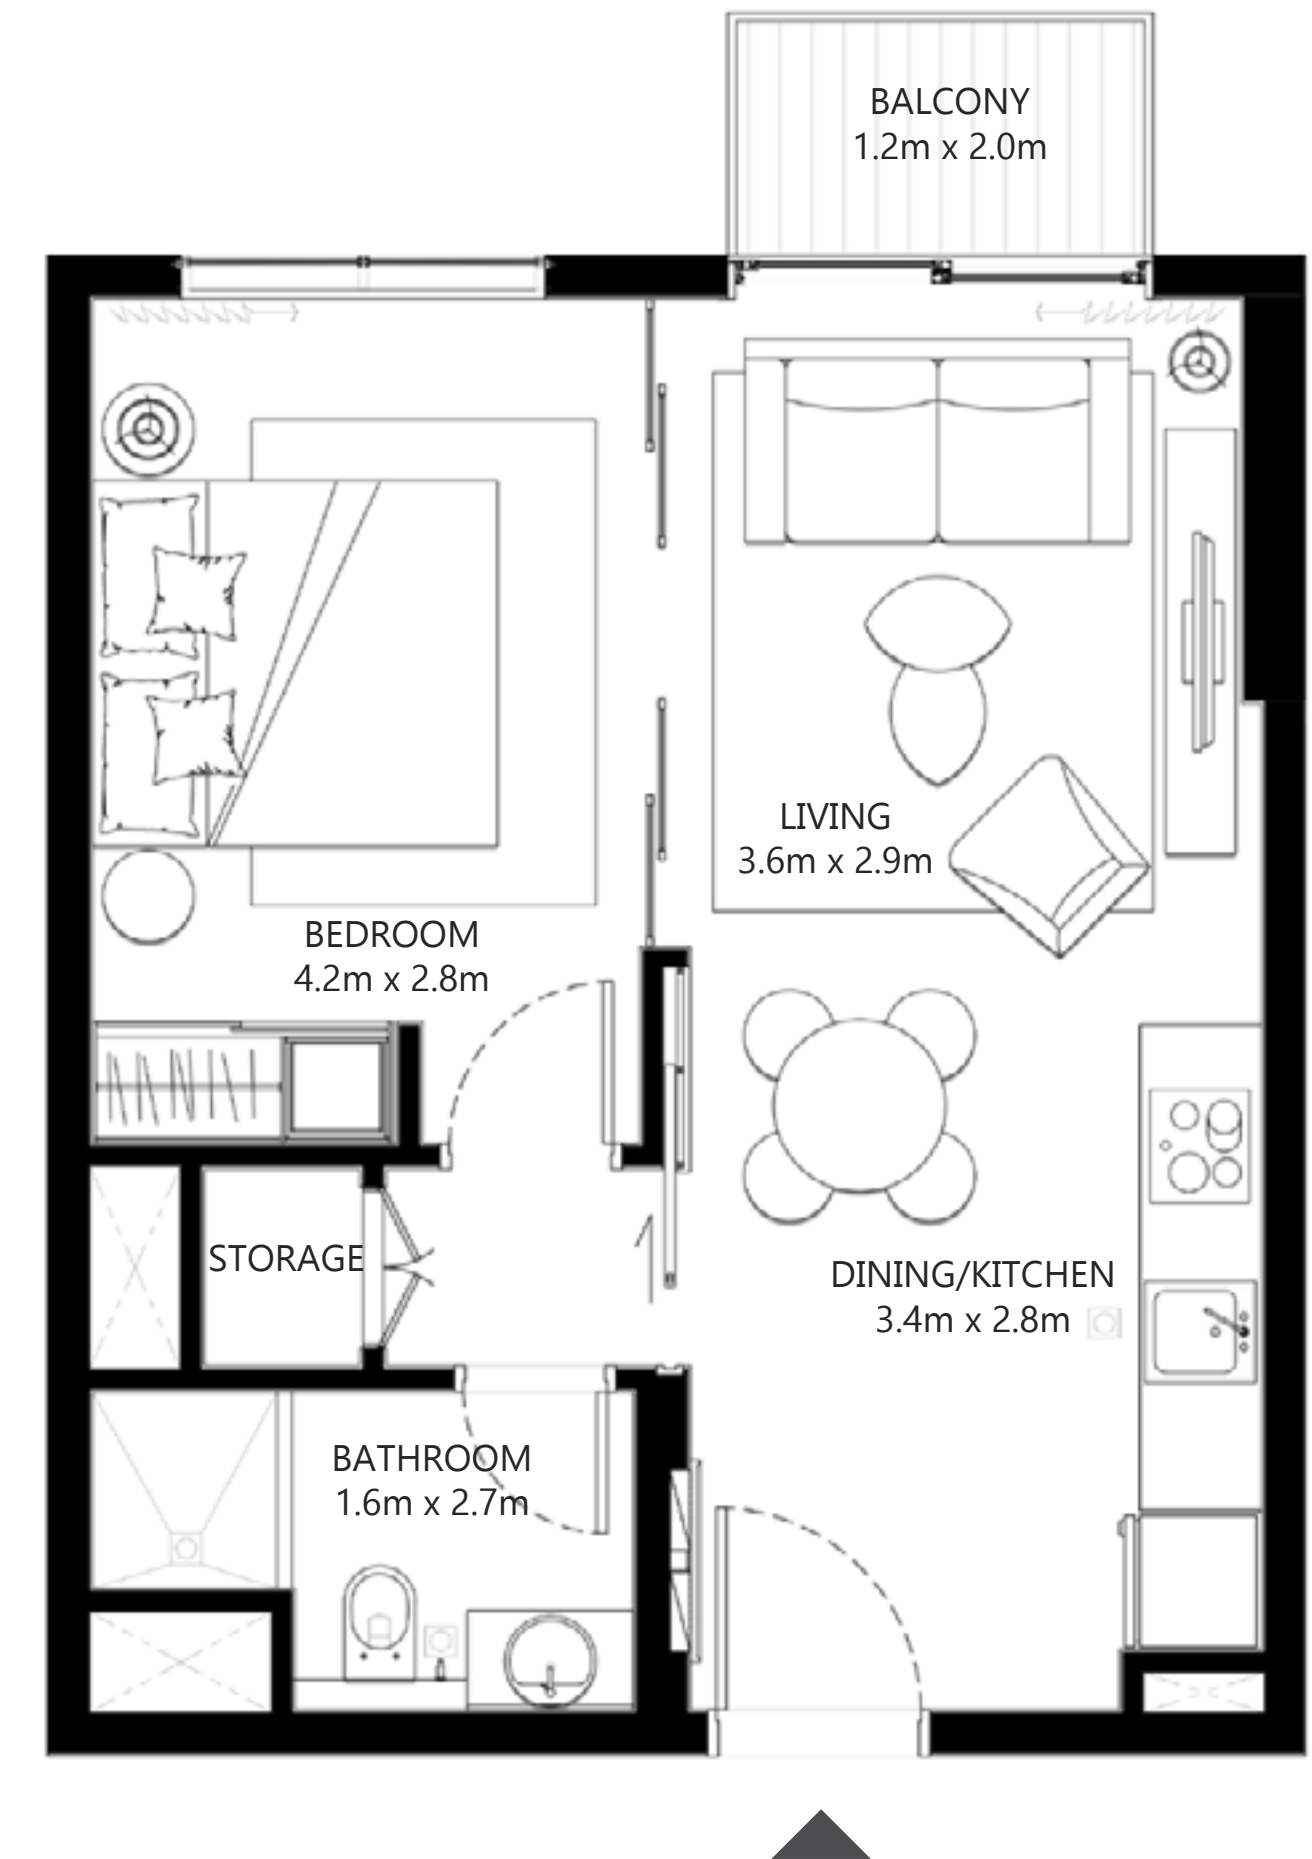 BALCONY
1.2m x 2.0m
LIVING
3.6m x 2.9m
BEDROOM
4.2m x 2.8m
STORAGE
DINING/KITCHEN
3.4m x 2.8m
BATHROOM
1.6m x 2.7m